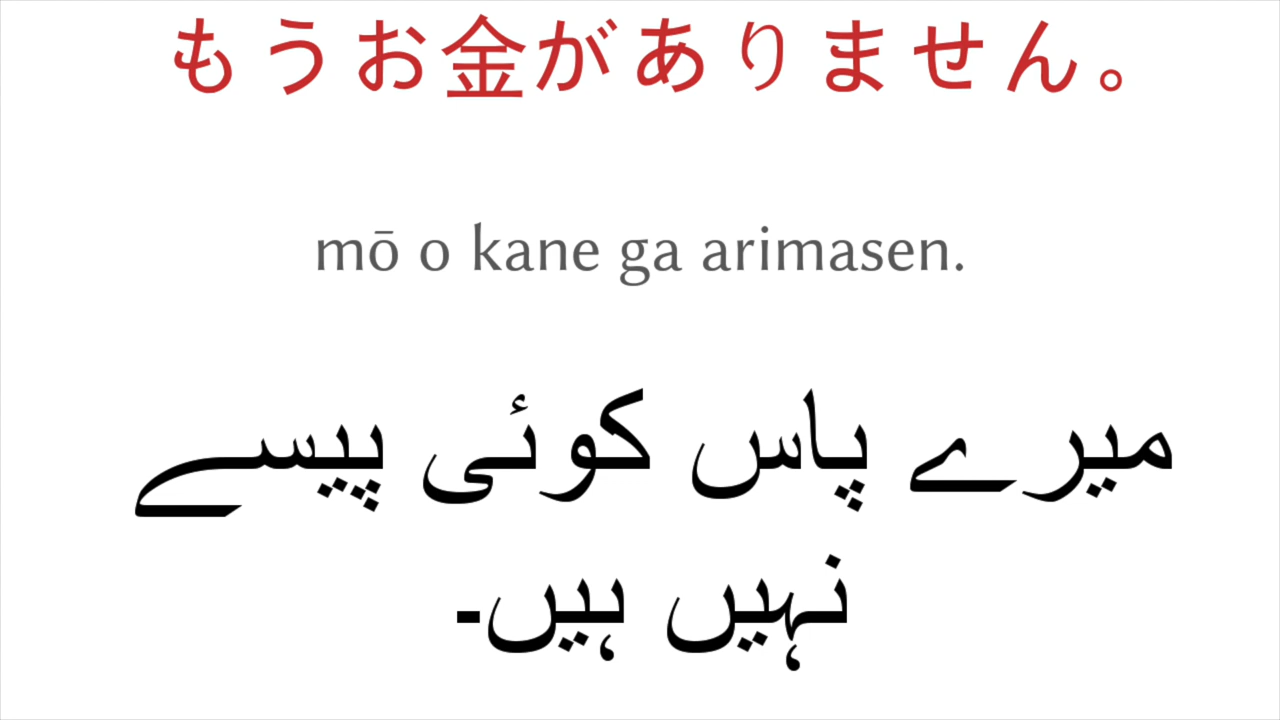 もうお金がありません。
mō o kane ga arimasen.
میرے پاس کوئی پیسے
نہیں ہیں۔